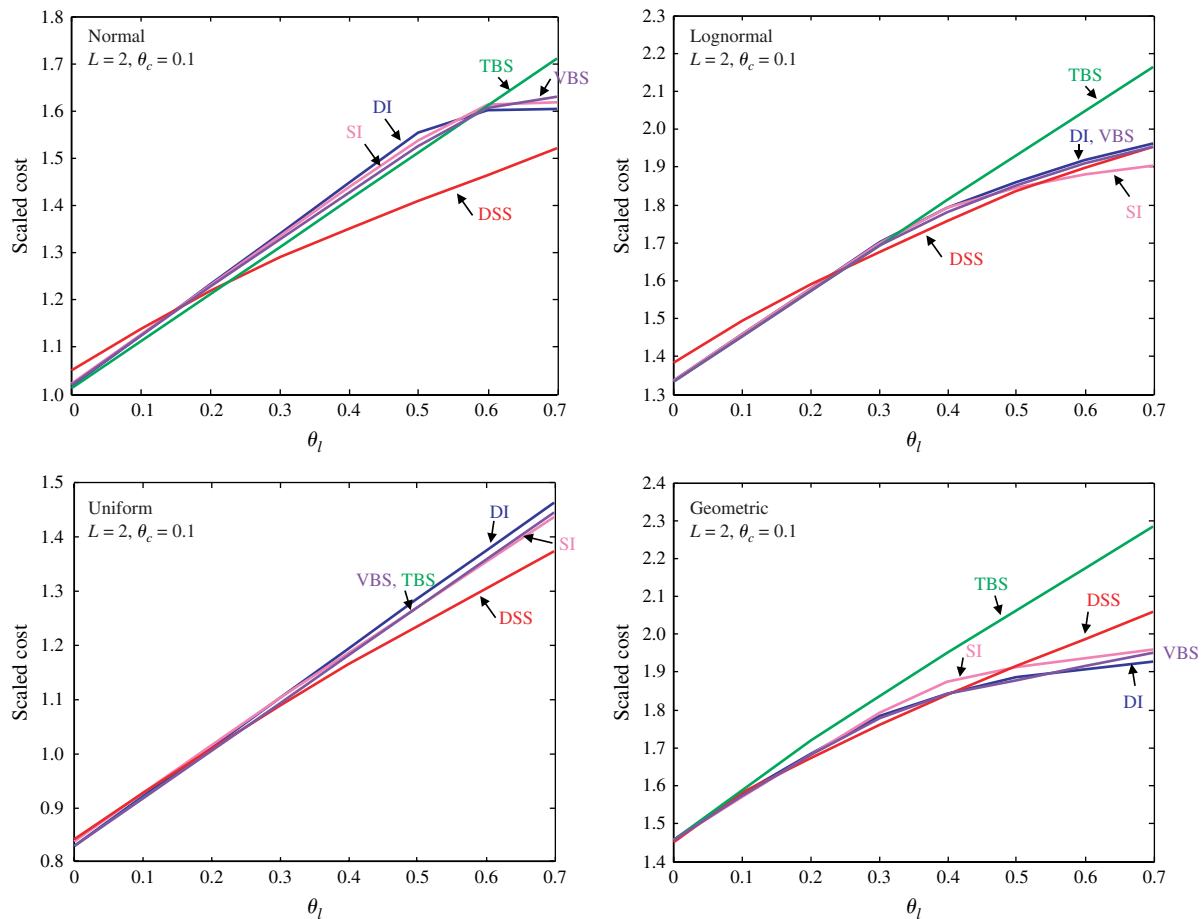 Normal
L = 2, θc = 0.1
TBS
VBS
DI
SI
DSS
Scaled cost
1.8
1.7
1.6
1.5
1.4
1.3
1.2
1.1
1.0
0 0.1 0.2 0.3 0.4 0.5 0.6 0.7
θl
Lognormal
L = 2, θc = 0.1
TBS
DI, VBS
SI
DSS
Scaled cost
2.3
2.2
2.1
2.0
1.9
1.8
1.7
1.6
1.5
1.4
1.3
0 0.1 0.2 0.3 0.4 0.5 0.6 0.7
θl
Uniform
L = 2, θc = 0.1
DI
SI
VBS, TBS
DSS
Scaled cost
1.5
1.4
1.3
1.2
1.1
1.0
0.9
0.8
0 0.1 0.2 0.3 0.4 0.5 0.6 0.7
θl
Geometric
L = 2, θc = 0.1
TBS
DSS
SI
VBS
DI
Scaled cost
2.4
2.3
2.2
2.1
2.0
1.9
1.8
1.7
1.6
1.5
1.4
0 0.1 0.2 0.3 0.4 0.5 0.6 0.7
θl